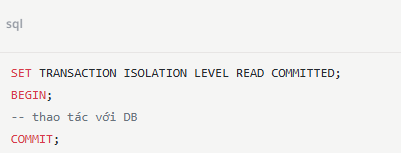 sql
SET TRANSACTION ISOLATION LEVEL READ COMMITTED;
BEGIN;
-- thao tác với DB
COMMIT;